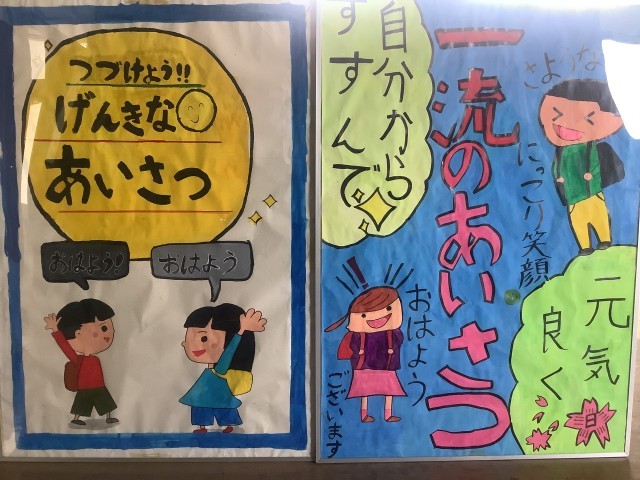 つづけよう!!
げんきな
あいさつ
おはよう!
おはよう
自分から
すすんで
一流のあいさつ
さような
にっこり笑顔
おはよう
ございます
元気
良く
日